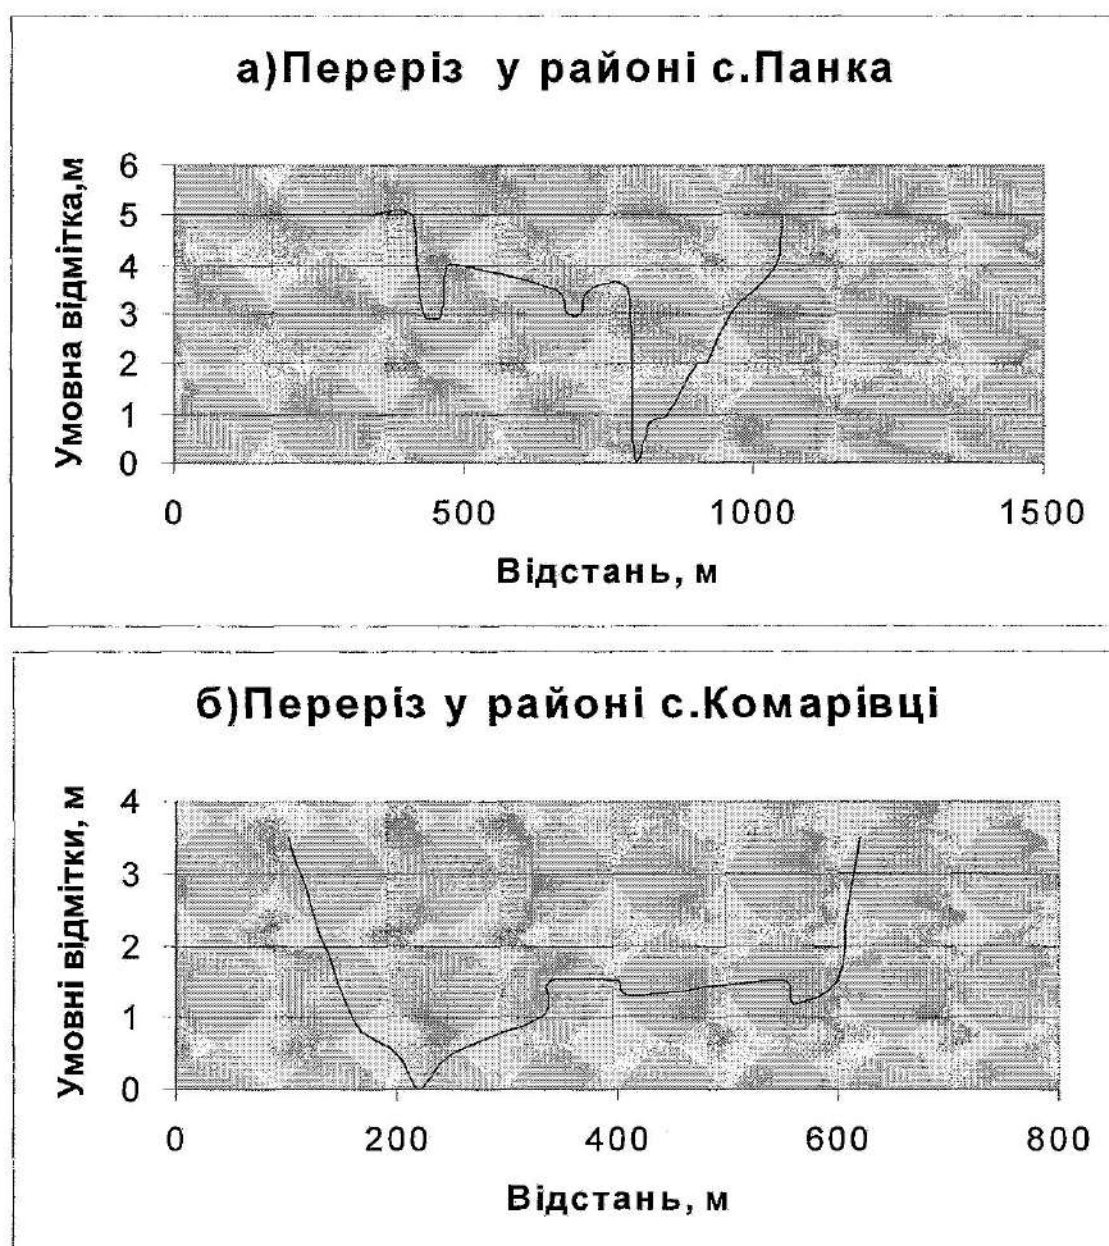 а)Переріз у районі с.Панка
Умовна відмітка,м
6
5
4
3
2
1
0
0 500 1000 1500
Відстань, м
б)Переріз у районі с.Комарівці
Умовні відмітки, м
4
3
2
1
0
0 200 400 600 800
Відстань, м